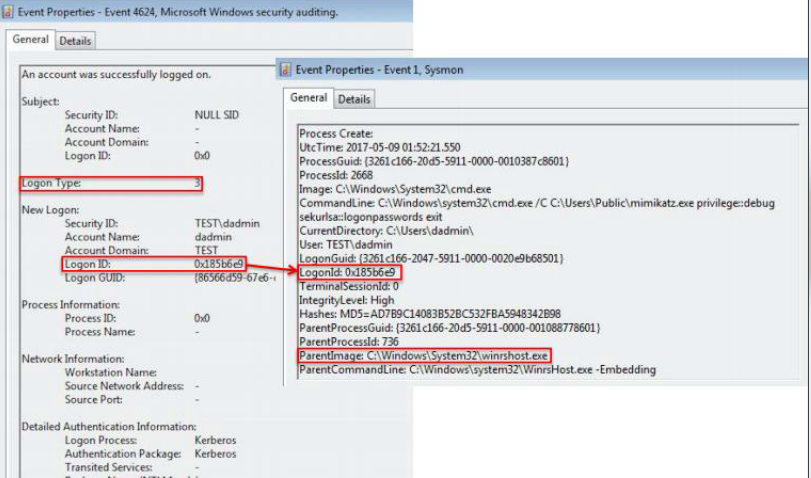 Event Properties - Event 4624, Microsoft Windows security auditing.
General Details
An account was successfully logged on.
Subject:
Security ID: NULL SID
Account Name: -
Account Domain: -
Logon ID: 0x0
Logon Type: 3
New Logon:
Security ID: TEST\dadmin
Account Name: dadmin
Account Domain: TEST
Logon ID: 0x185b6e9
Logon GUID: {86566d59-67e6-
Process Information:
Process ID: 0x0
Process Name: -
Network Information:
Workstation Name:
Source Network Address: -
Source Port: -
Detailed Authentication Information:
Logon Process: Kerberos
Authentication Package: Kerberos
Transited Services: -
Event Properties - Event 1, Sysmon
General Details
Process Create:
UtcTime: 2017-05-09 01:52:21.550
ProcessGuid: {3261c166-20d5-5911-0000-0010387c8601}
ProcessId: 2668
Image: C:\Windows\System32\cmd.exe
CommandLine: C:\Windows\system32\cmd.exe /C C:\Users\Public\mimikatz.exe privilege::debug
sekurlsa::logonpasswords exit
CurrentDirectory: C:\Users\dadmin\
User: TEST\dadmin
LogonGuid: {3261c166-2047-5911-0000-0020e9b68501}
LogonId: 0x185b6e9
TerminalSessionId: 0
IntegrityLevel: High
Hashes: MD5=AD7B9C14083B52BC532FBA5948342B98
ParentProcessGuid: {3261c166-20d5-5911-0000-001088778601}
ParentProcessId: 736
ParentImage: C:\Windows\System32\winrshost.exe
ParentCommandLine: C:\Windows\system32\WinrsHost.exe -Embedding